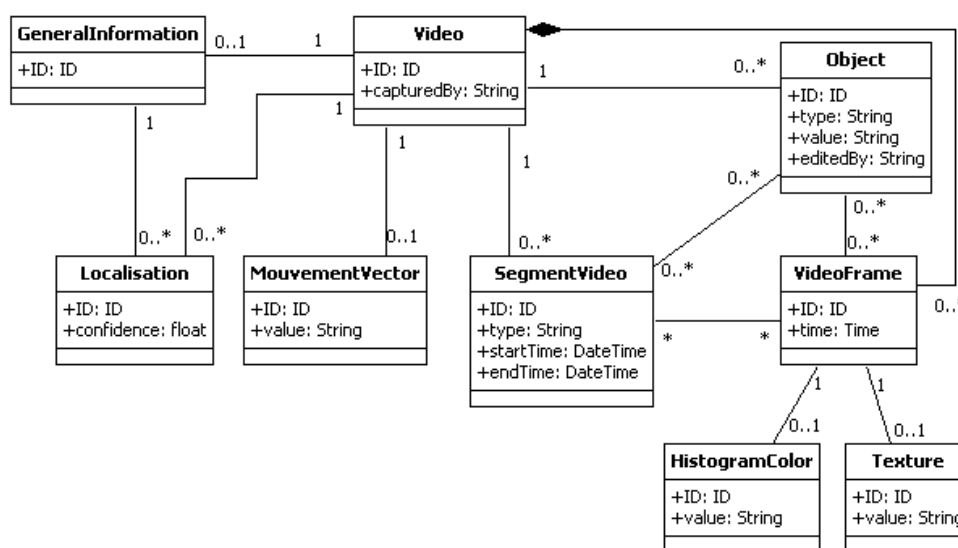 GeneralInformation
+ID: ID
0..1
1
Video
+ID: ID
+capturedBy: String
1
0..*
Object
+ID: ID
+type: String
+value: String
+editedBy: String
1
1
1
1
0..*
0..*
0..*
0..*
0..1
0..*
0..*
0..*
Localisation
+ID: ID
+confidence: float
MouvementVector
+ID: ID
+value: String
SegmentVideo
+ID: ID
+type: String
+startTime: DateTime
+endTime: DateTime
VideoFrame
+ID: ID
+time: Time
0..*
*
*
1
1
0..1
0..1
HistogramColor
+ID: ID
+value: String
Texture
+ID: ID
+value: String